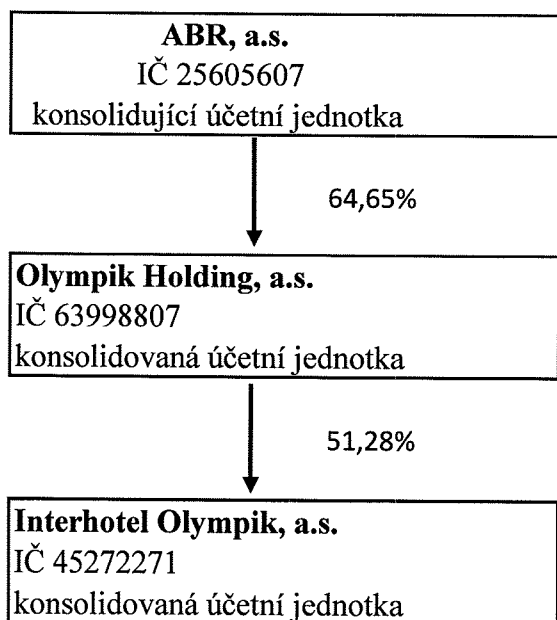 ABR, a.s.
IČ 25605607
konsolidující účetní jednotka
64,65%
Olympik Holding, a.s.
IČ 63998807
konsolidovaná účetní jednotka
51,28%
Interhotel Olympik, a.s.
IČ 45272271
konsolidovaná účetní jednotka